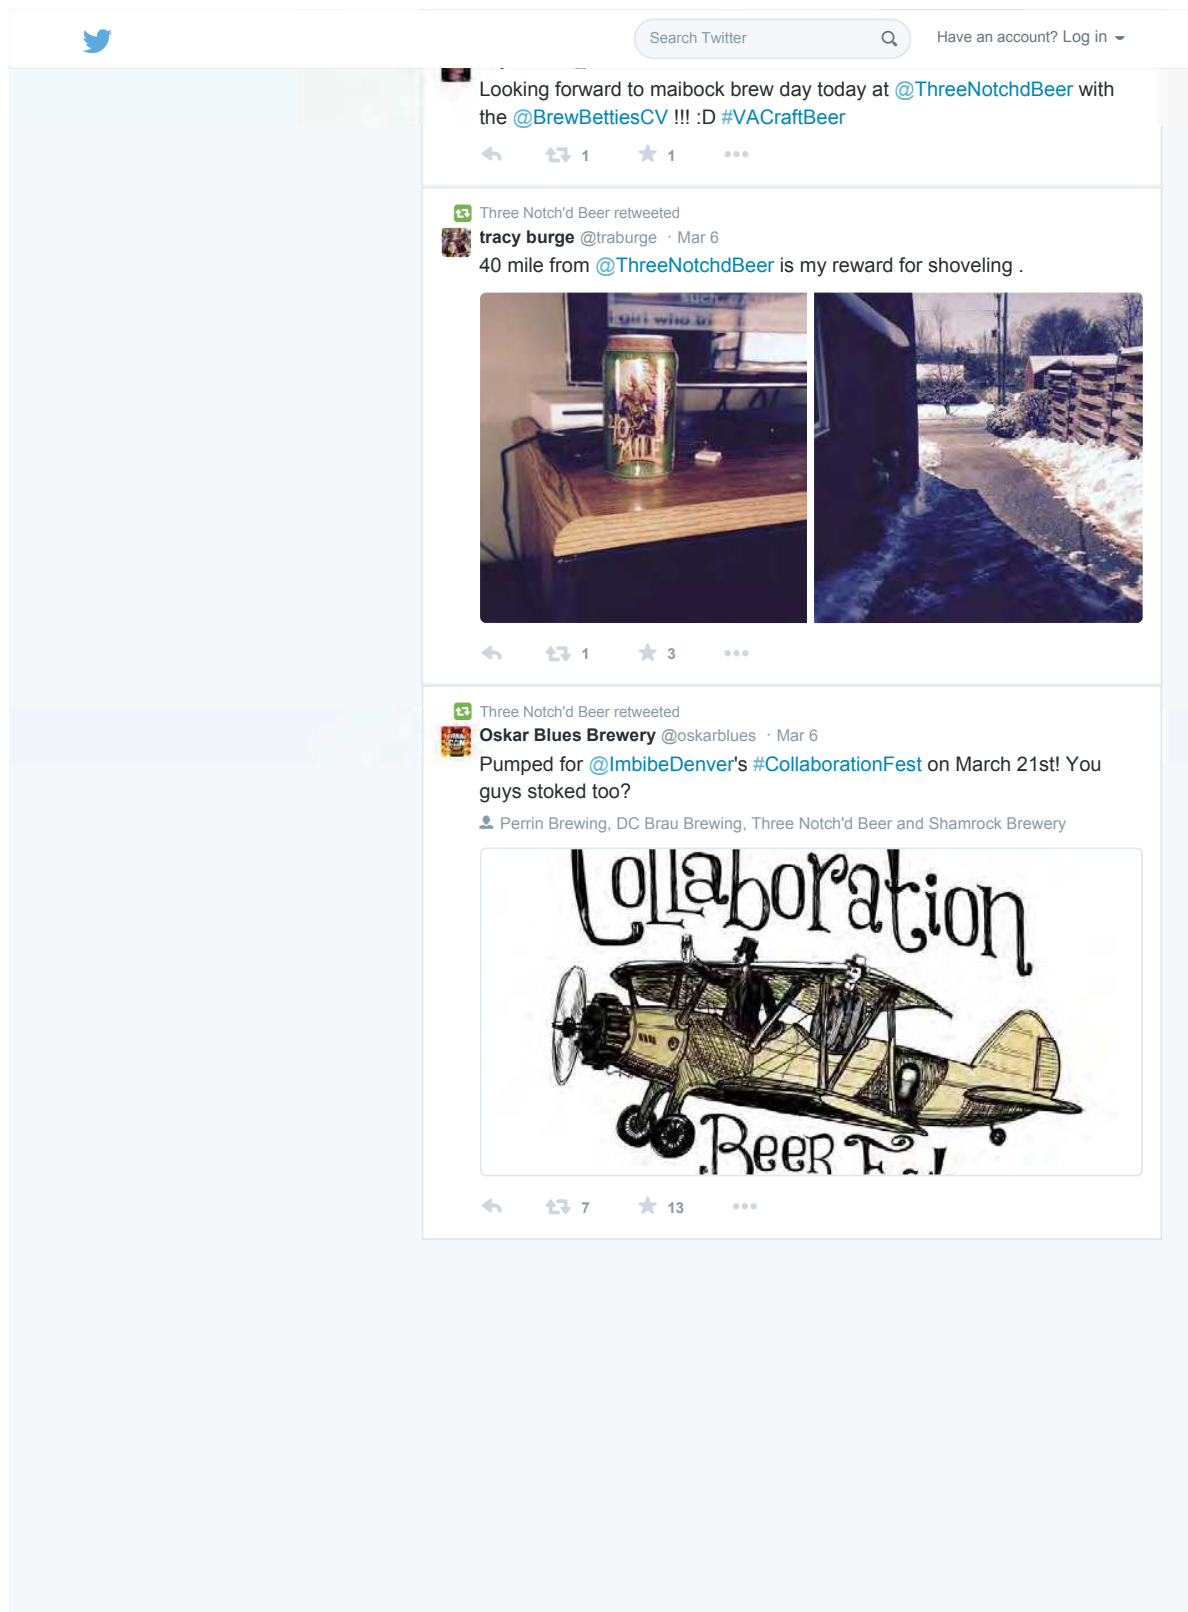 Search Twitter
Have an account? Log in
Looking forward to maibock brew day today at @ThreeNotchdBeer with
the @BrewBettiesCV !!! :D #VACraftBeer
1 1
Three Notch'd Beer retweeted
tracy burge @traburge · Mar 6
40 mile from @ThreeNotchdBeer is my reward for shoveling .
such,
girl who tri
40
MILE
1 3
Three Notch'd Beer retweeted
Oskar Blues Brewery @oskarblues · Mar 6
Pumped for @ImbibeDenver's #CollaborationFest on March 21st! You
guys stoked too?
Perrin Brewing, DC Brau Brewing, Three Notch'd Beer and Shamrock Brewery
Collaboration
Beer
7 13